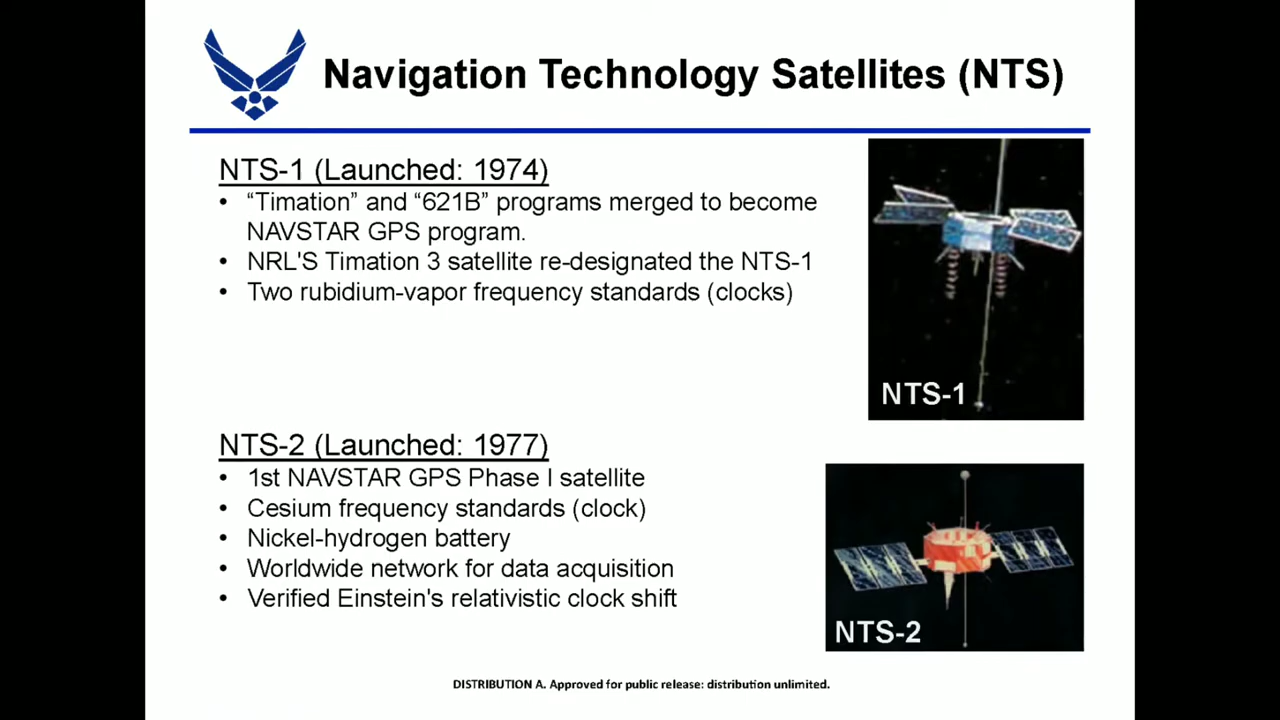 Navigation Technology Satellites (NTS)
NTS-1 (Launched: 1974)
• “Timation” and “621B” programs merged to become
NAVSTAR GPS program.
• NRL'S Timation 3 satellite re-designated the NTS-1
• Two rubidium-vapor frequency standards (clocks)
NTS-1
NTS-2 (Launched: 1977)
• 1st NAVSTAR GPS Phase I satellite
• Cesium frequency standards (clock)
• Nickel-hydrogen battery
• Worldwide network for data acquisition
• Verified Einstein's relativistic clock shift
NTS-2
DISTRIBUTION A. Approved for public release: distribution unlimited.